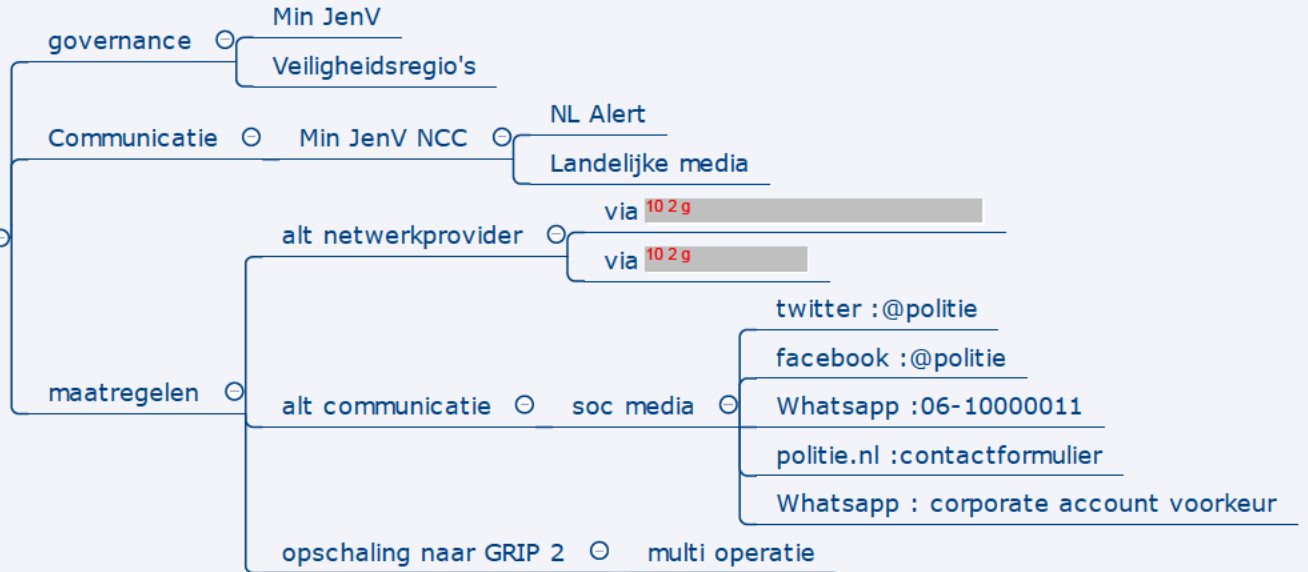 governance
Min JenV
Veiligheidsregio's
Communicatie
Min JenV NCC
NL Alert
Landelijke media
maatregelen
alt netwerkprovider
via 10 2 g
via 10 2 g
alt communicatie
soc media
twitter :@politie
facebook :@politie
Whatsapp :06-10000011
politie.nl :contactformulier
Whatsapp : corporate account voorkeur
opschaling naar GRIP 2
multi operatie